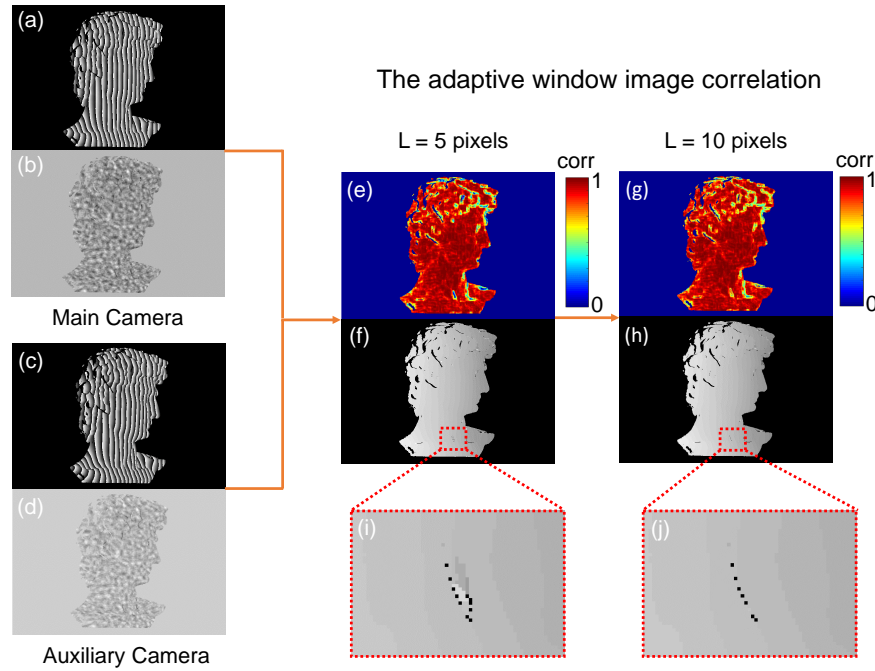 (a)
(b)
Main Camera
(c)
(d)
Auxiliary Camera
The adaptive window image correlation
L = 5 pixels
L = 10 pixels
corr
corr
(e)
1
0
(g)
1
0
(f)
(h)
(i)
(j)